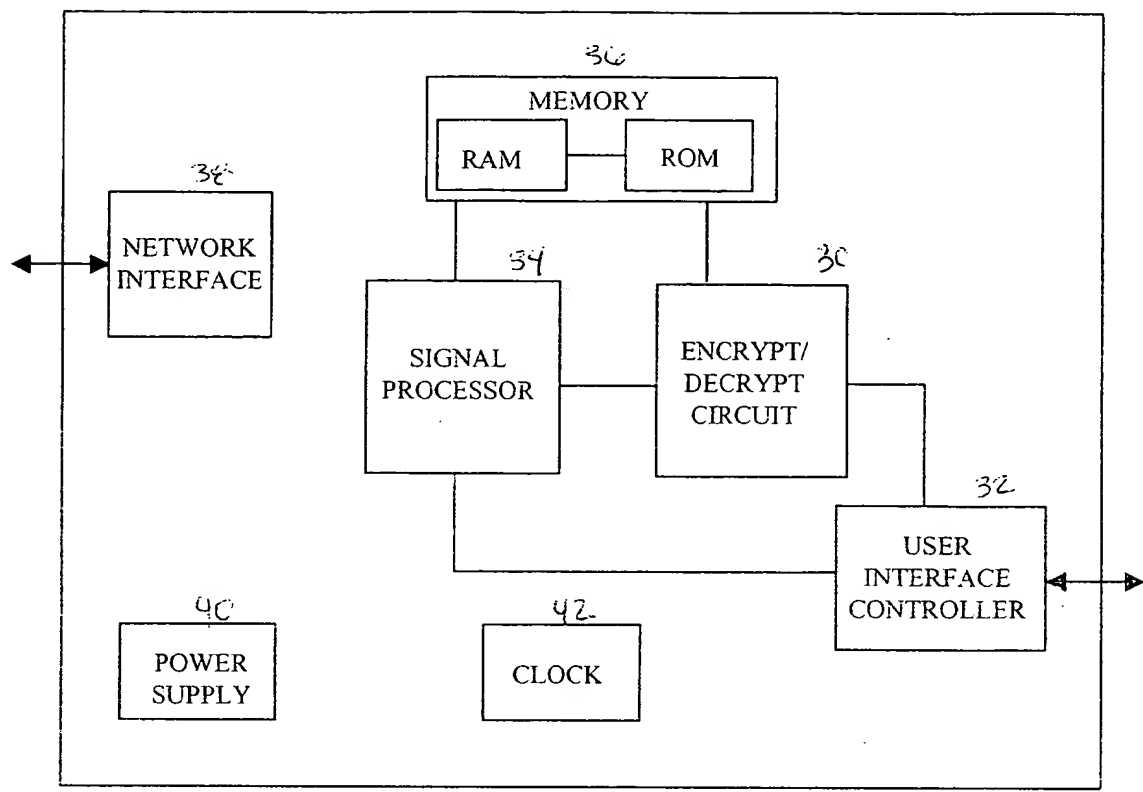 36
MEMORY
RAM
ROM
38
NETWORK
INTERFACE
34
SIGNAL
PROCESSOR
30
ENCRYPT/
DECRYPT
CIRCUIT
32
USER
INTERFACE
CONTROLLER
40
POWER
SUPPLY
42
CLOCK